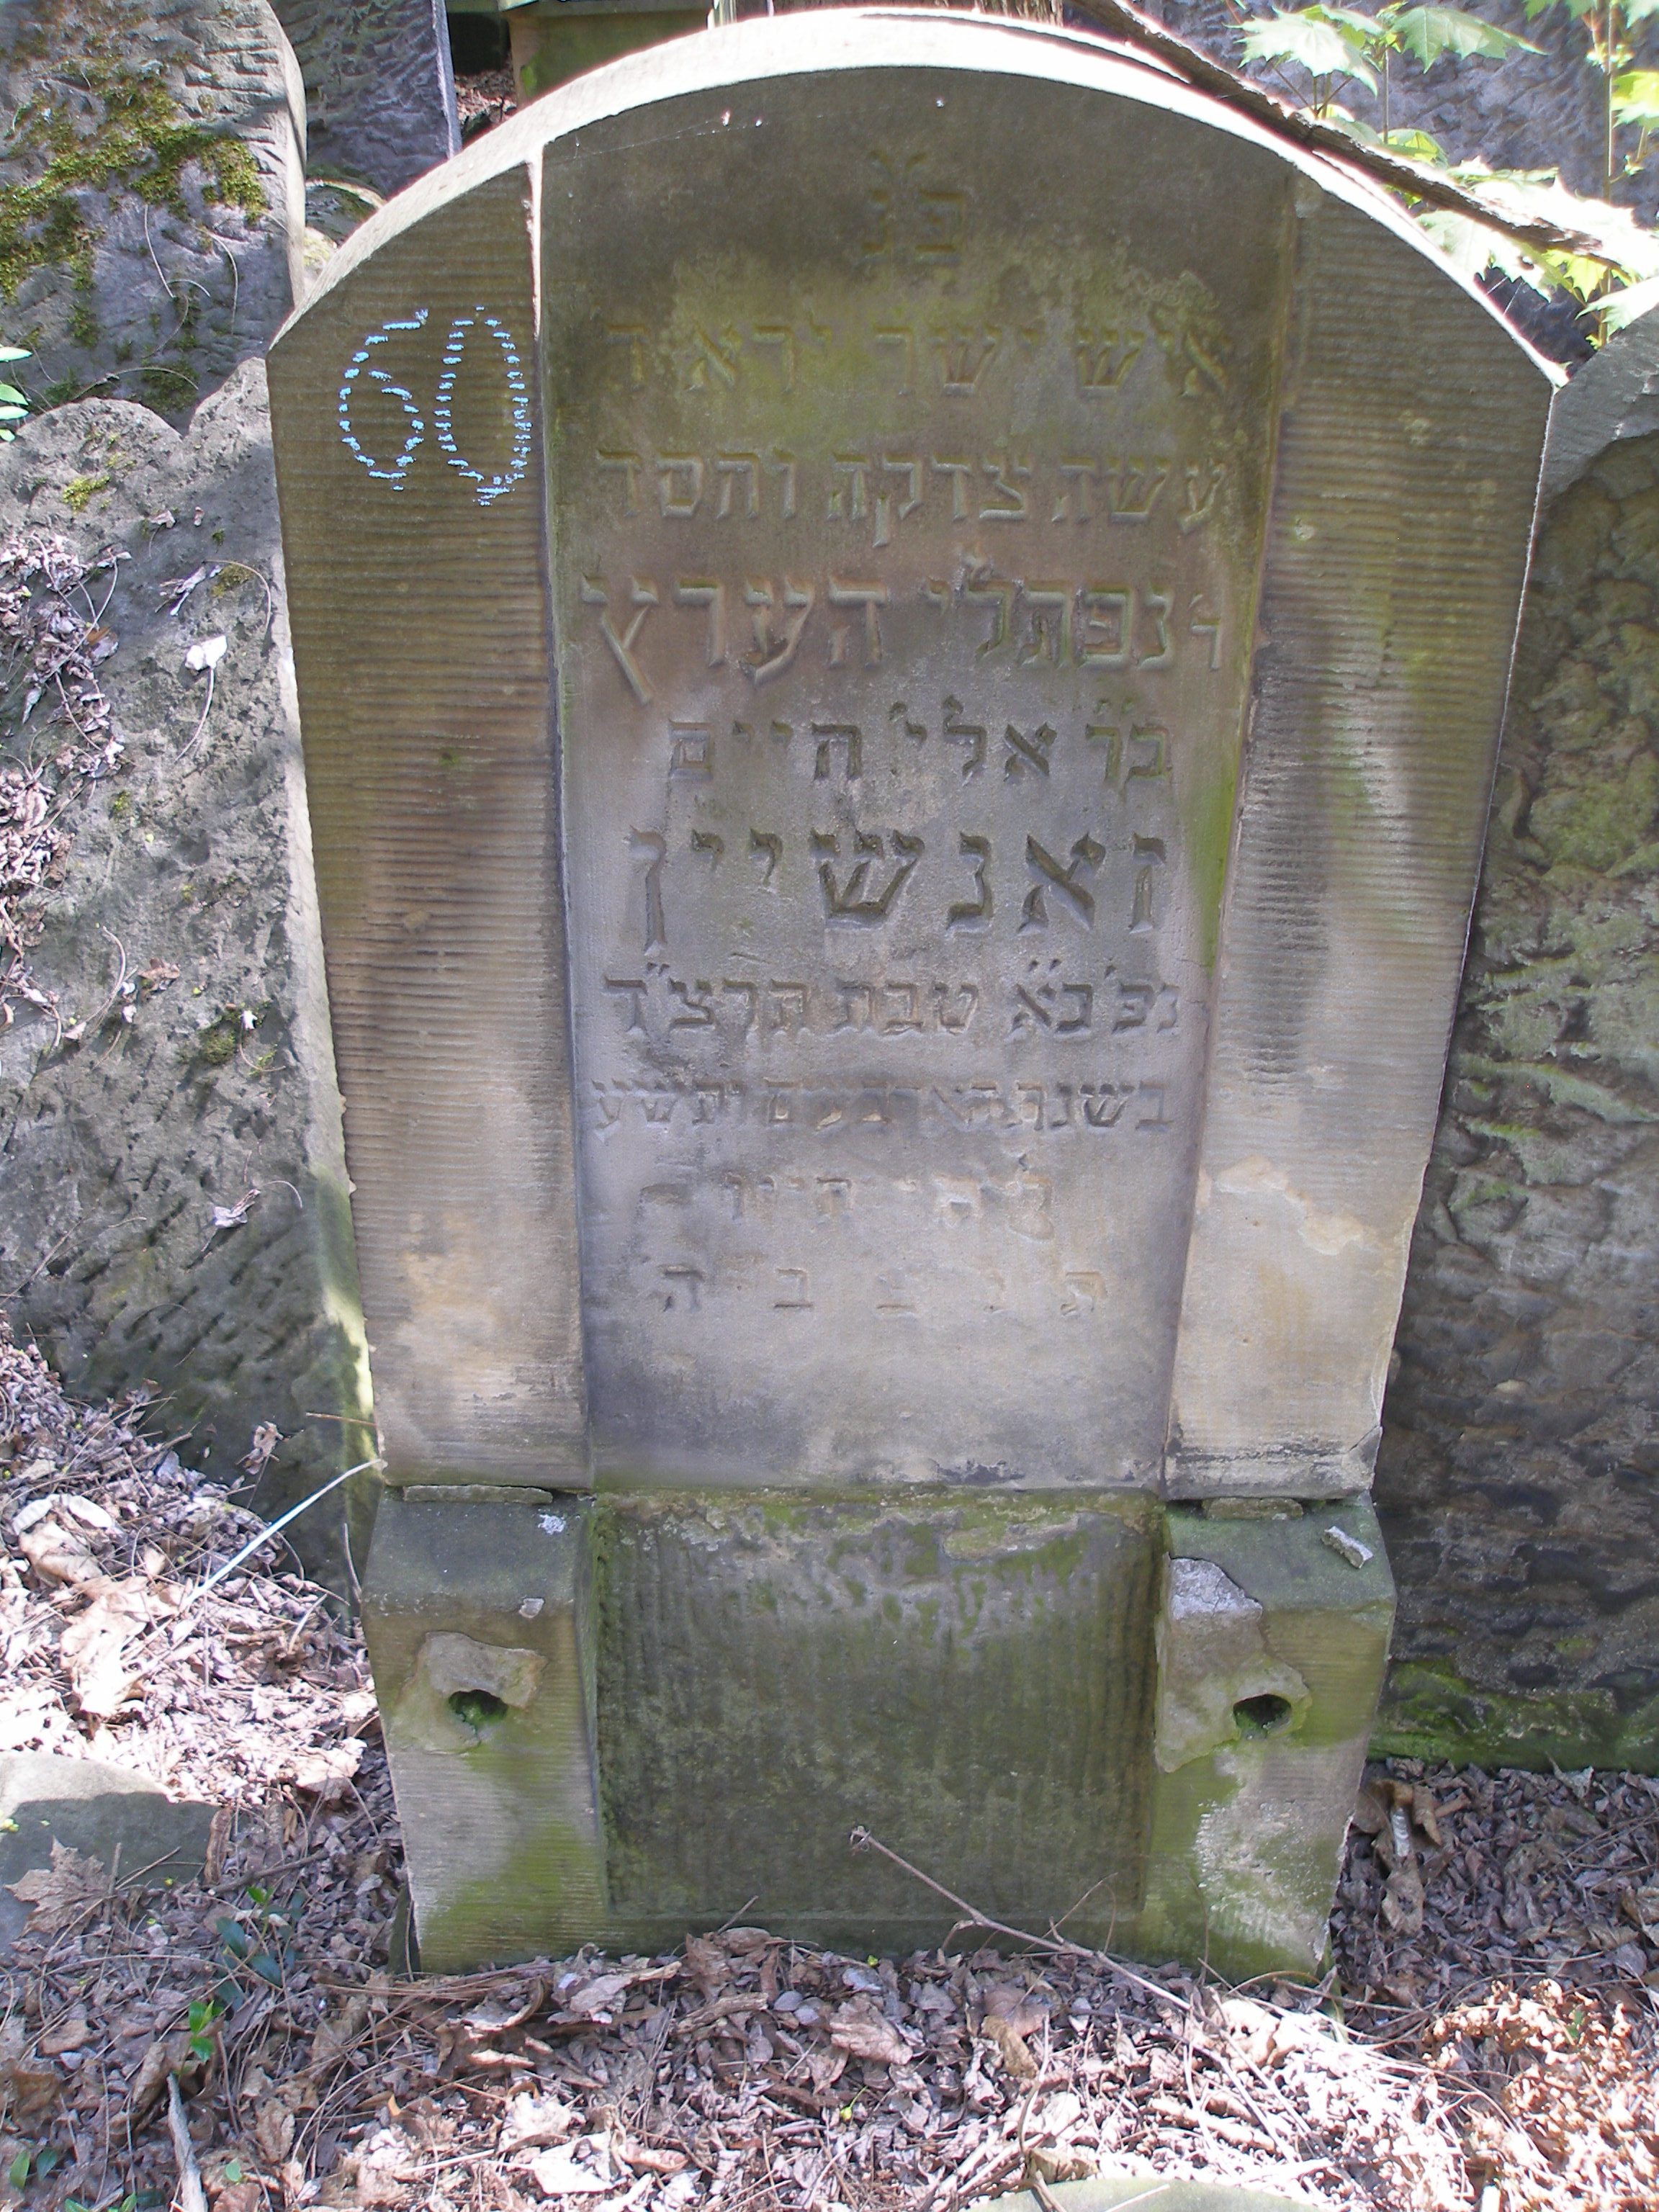 פ״נ
60
איש ישר ירא ד׳
עשה צדקה וחסד
ר׳ נפתלי הערץ
ב״ר אלי׳ חיים
זאנשיין
נפ׳ כ״א טבת תרצ״ד
בשנת הארבעים ותשע
לימי חייו
ת נ צ ב ״ ה